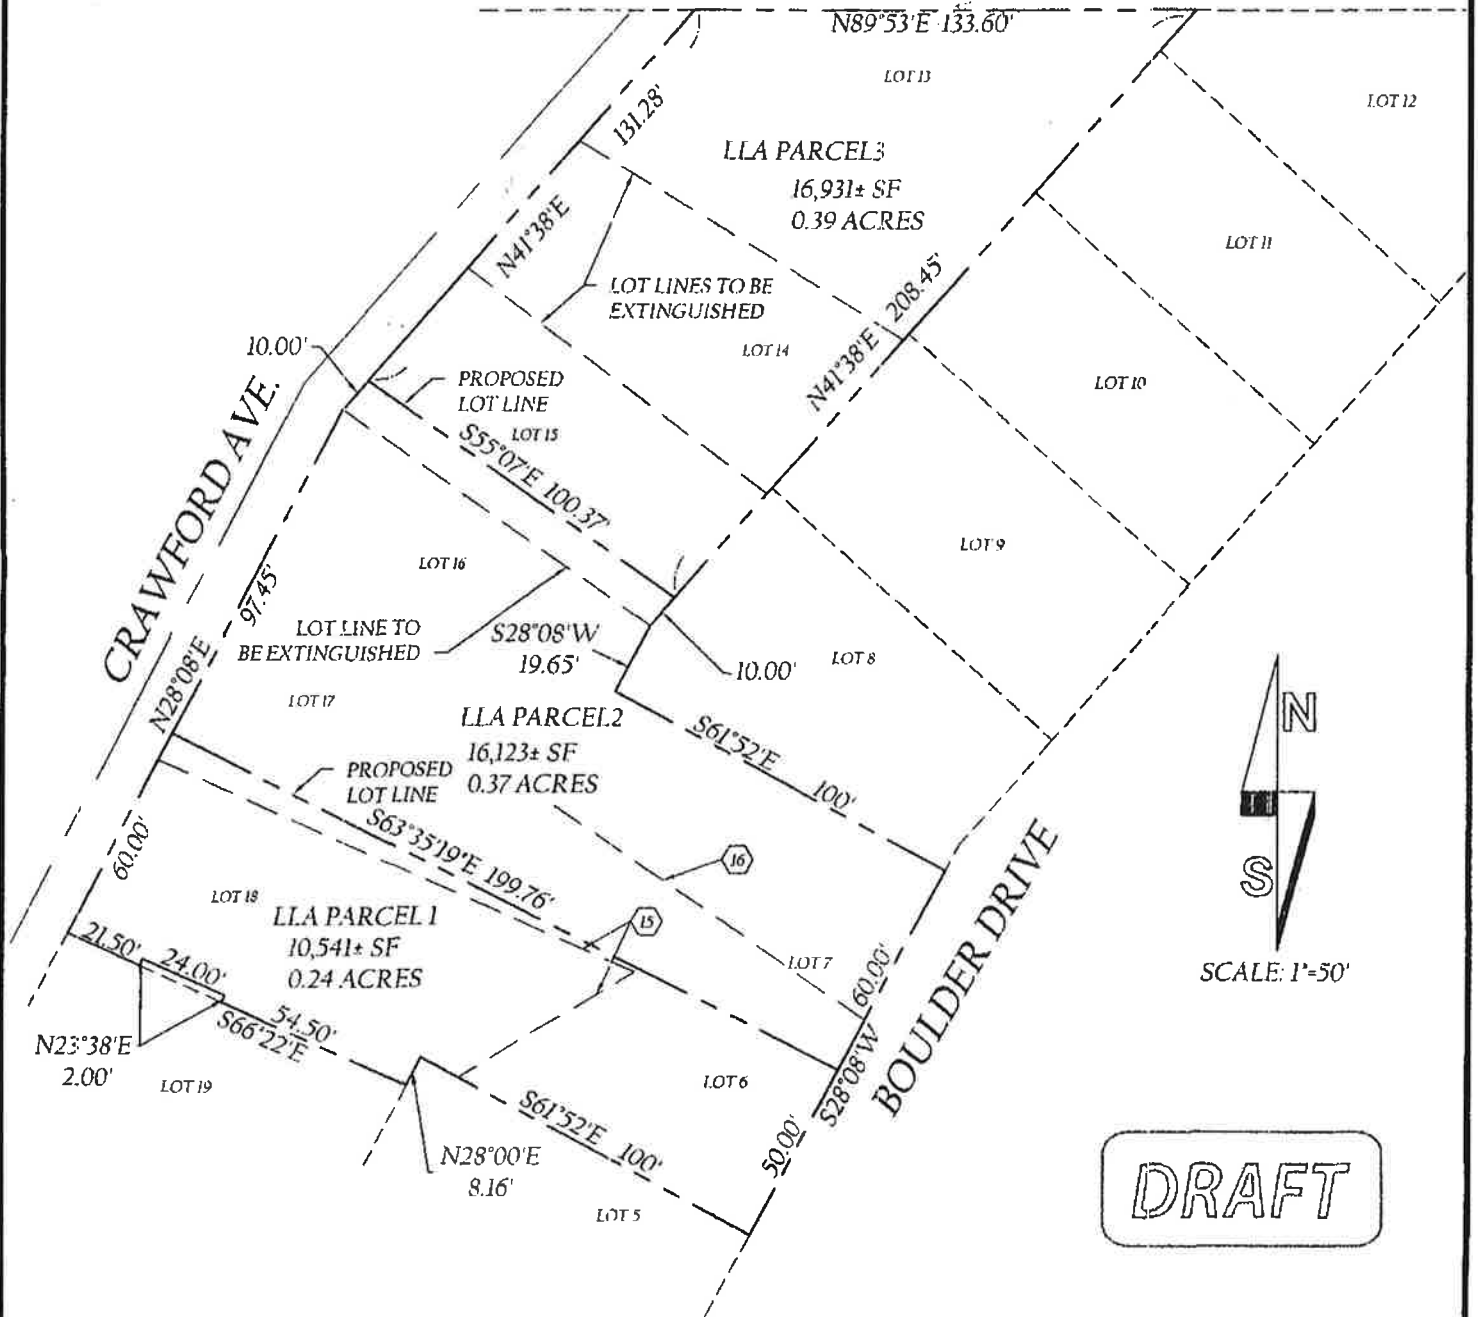 N89°53'E 133.60'
LOT 13
LOT 12
131.28'
LLA PARCEL 3
16,931± SF
0.39 ACRES
N41°38'E
LOT 11
LOT LINES TO BE
EXTINGUISHED
N41°38'E 208.45'
10.00'
LOT 14
PROPOSED
LOT LINE
LOT 10
LOT 15
S55°07'E 100.37'
CRAWFORD AVE.
LOT 9
LOT 16
97.45'
LOT LINE TO
BE EXTINGUISHED
S28°08'W
19.65'
10.00'
LOT 8
N28°08'E
LOT 17
LLA PARCEL 2
16,123± SF
0.37 ACRES
S61°52'E 100'
N
S
SCALE: 1"=50'
PROPOSED
LOT LINE
S63°35'19"E 199.76'
16
60.00'
LOT 18
LLA PARCEL 1
10,541± SF
0.24 ACRES
15
LOT 7
60.00'
BOULDER DRIVE
21.50'
24.00'
54.50'
S66°22'E
N23°38'E
2.00'
LOT 19
LOT 6
S28°08'W
50.00'
S61°52'E 100'
N28°00'E
8.16'
LOT 5
DRAFT